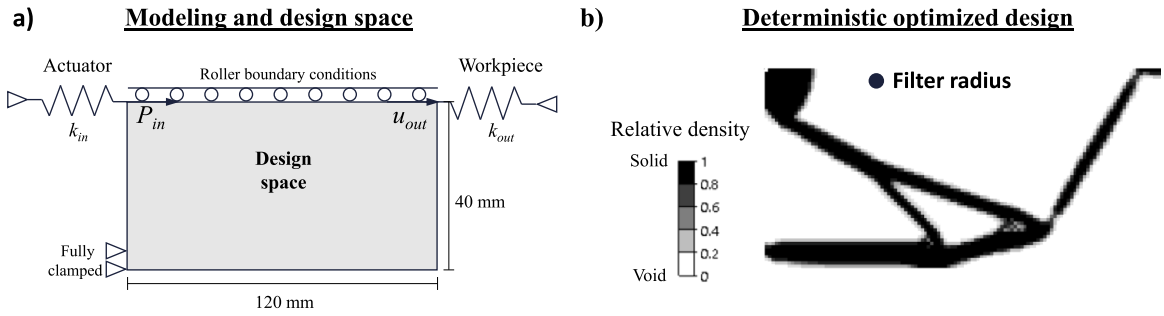 a)
Modeling and design space
Actuator
Roller boundary conditions
Workpiece
P_in
u_out
k_in
k_out
Design
space
40 mm
Fully
clamped
120 mm
b)
Deterministic optimized design
Filter radius
Relative density
Solid
1
0.8
0.6
0.4
0.2
Void
0